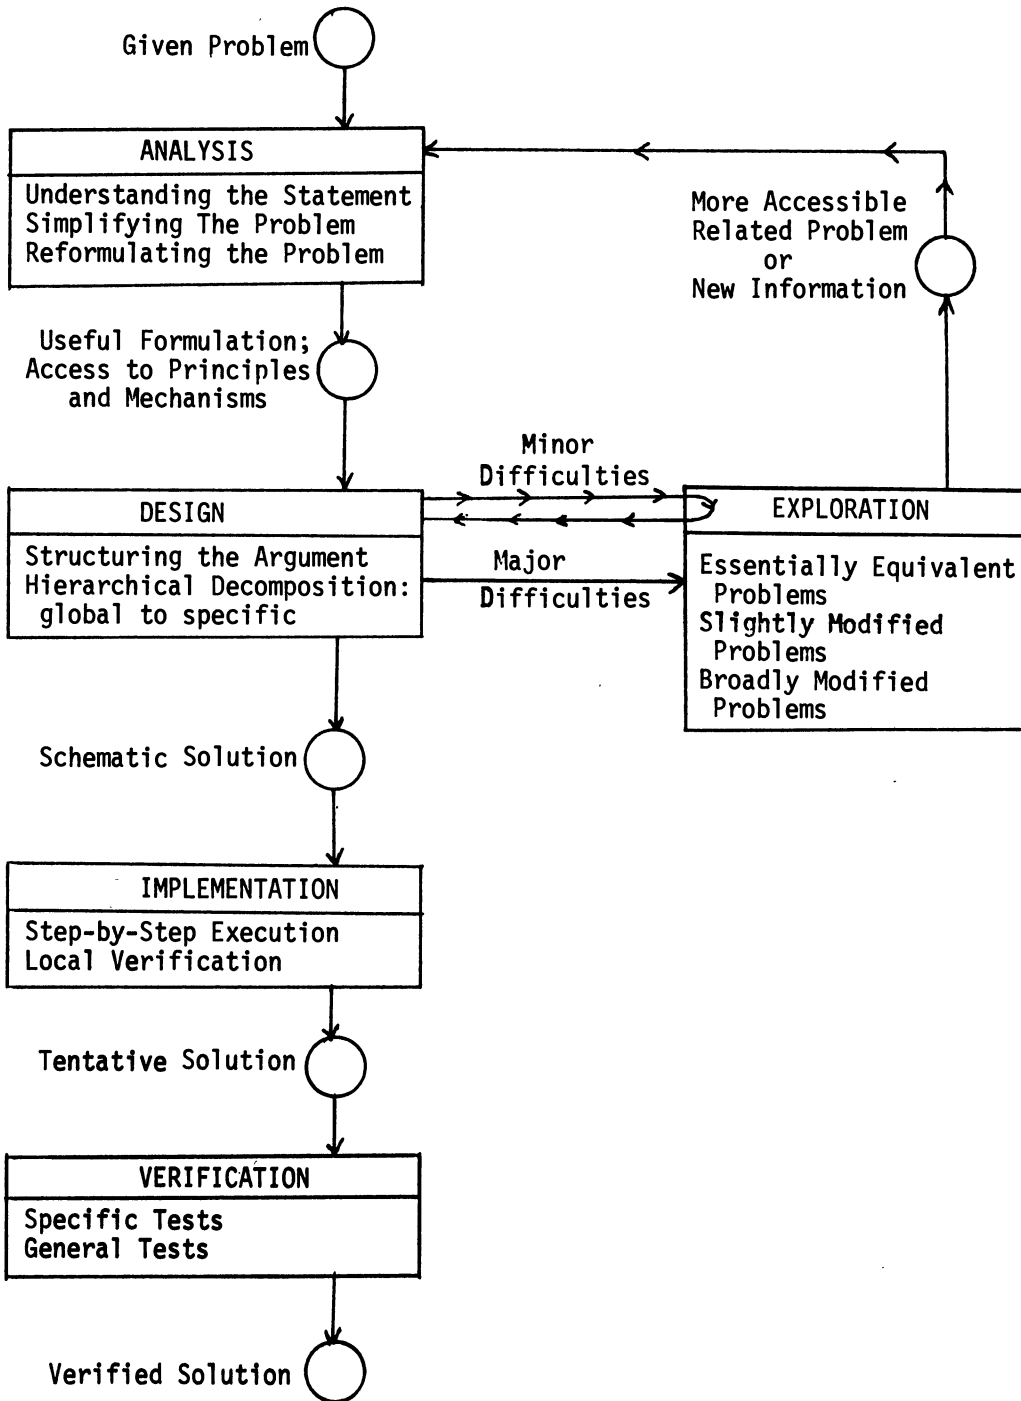 Given Problem
ANALYSIS
Understanding the Statement
Simplifying The Problem
Reformulating the Problem
More Accessible
Related Problem
or
New Information
Useful Formulation;
Access to Principles
and Mechanisms
Minor
Difficulties
DESIGN
Structuring the Argument
Hierarchical Decomposition:
global to specific
Major
Difficulties
EXPLORATION
Essentially Equivalent
Problems
Slightly Modified
Problems
Broadly Modified
Problems
Schematic Solution
IMPLEMENTATION
Step-by-Step Execution
Local Verification
Tentative Solution
VERIFICATION
Specific Tests
General Tests
Verified Solution